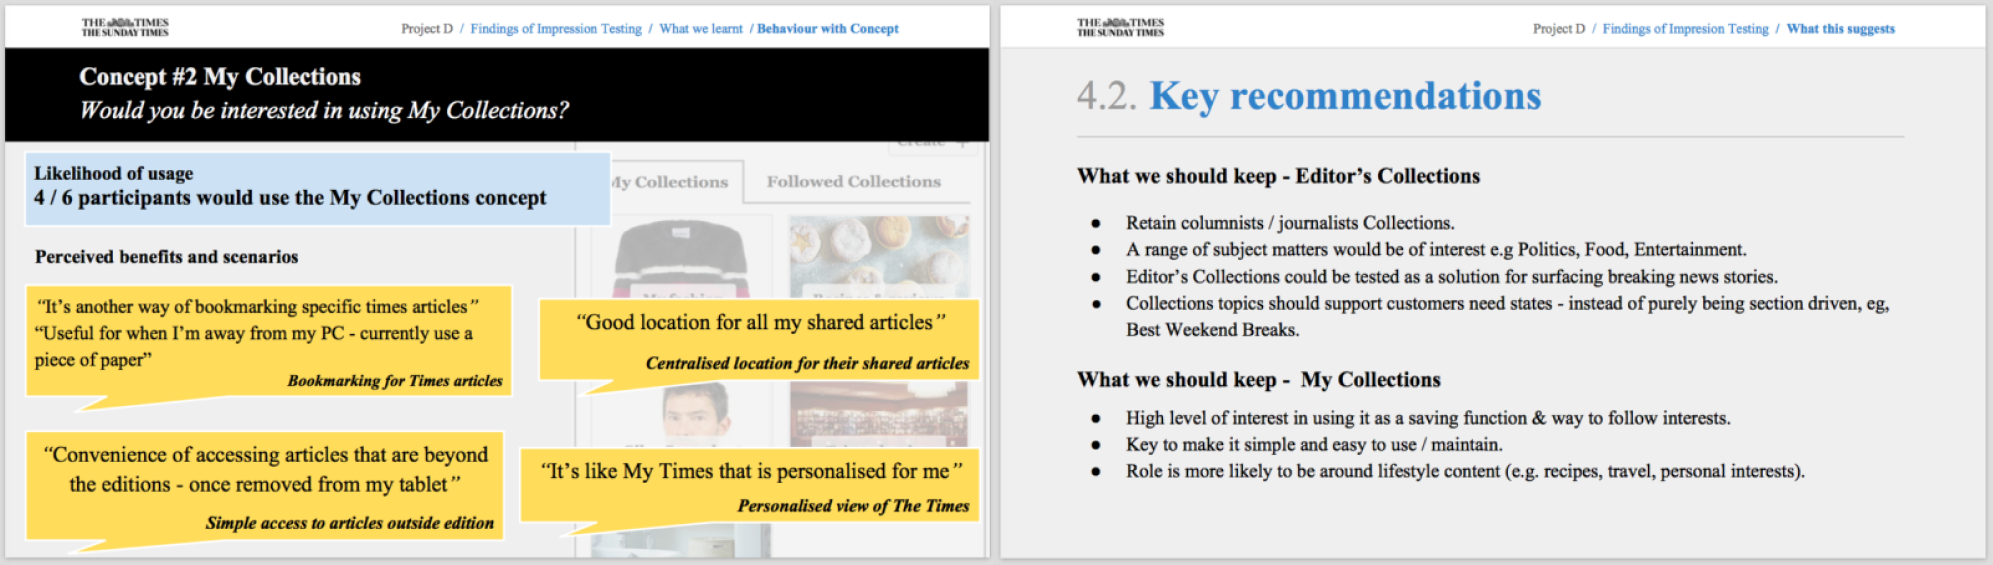 THE TIMES
THE SUNDAY TIMES
Project D / Findings of Impression Testing / What we learnt / Behaviour with Concept
Concept #2 My Collections
Would you be interested in using My Collections?
Create +
Likelihood of usage
4 / 6 participants would use the My Collections concept
My Collections
Followed Collections
Perceived benefits and scenarios
“It’s another way of bookmarking specific times articles”
“Useful for when I’m away from my PC - currently use a
piece of paper”
Bookmarking for Times articles
“Good location for all my shared articles”
Centralised location for their shared articles
“Convenience of accessing articles that are beyond
the editions - once removed from my tablet”
Simple access to articles outside edition
“It’s like My Times that is personalised for me”
Personalised view of The Times
THE TIMES
THE SUNDAY TIMES
Project D / Findings of Impresion Testing / What this suggests
4.2. Key recommendations
What we should keep - Editor’s Collections
● Retain columnists / journalists Collections.
● A range of subject matters would be of interest e.g Politics, Food, Entertainment.
● Editor’s Collections could be tested as a solution for surfacing breaking news stories.
● Collections topics should support customers need states - instead of purely being section driven, eg,
Best Weekend Breaks.
What we should keep - My Collections
● High level of interest in using it as a saving function & way to follow interests.
● Key to make it simple and easy to use / maintain.
● Role is more likely to be around lifestyle content (e.g. recipes, travel, personal interests).